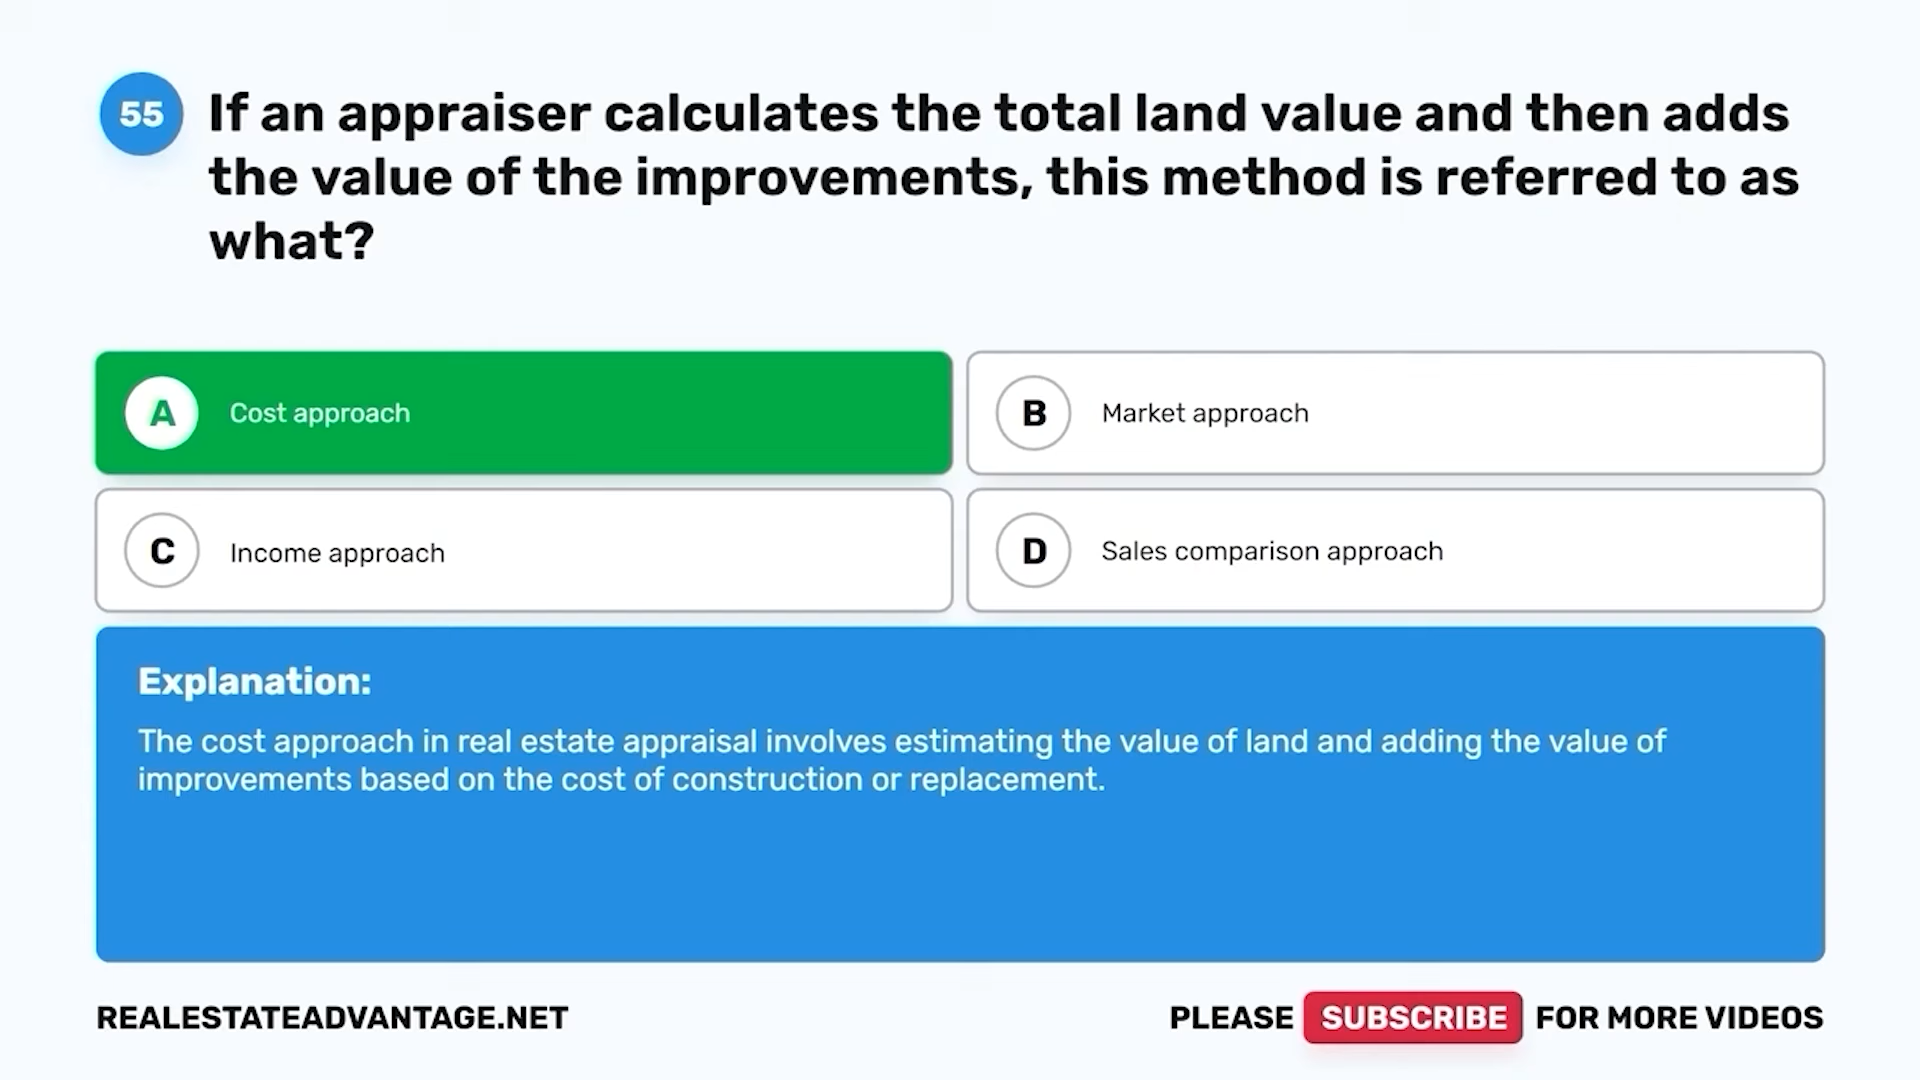 55
If an appraiser calculates the total land value and then adds
the value of the improvements, this method is referred to as
what?
A Cost approach
B Market approach
C Income approach
D Sales comparison approach
Explanation:
The cost approach in real estate appraisal involves estimating the value of land and adding the value of
improvements based on the cost of construction or replacement.
REALESTATEADVANTAGE.NET
PLEASE SUBSCRIBE FOR MORE VIDEOS